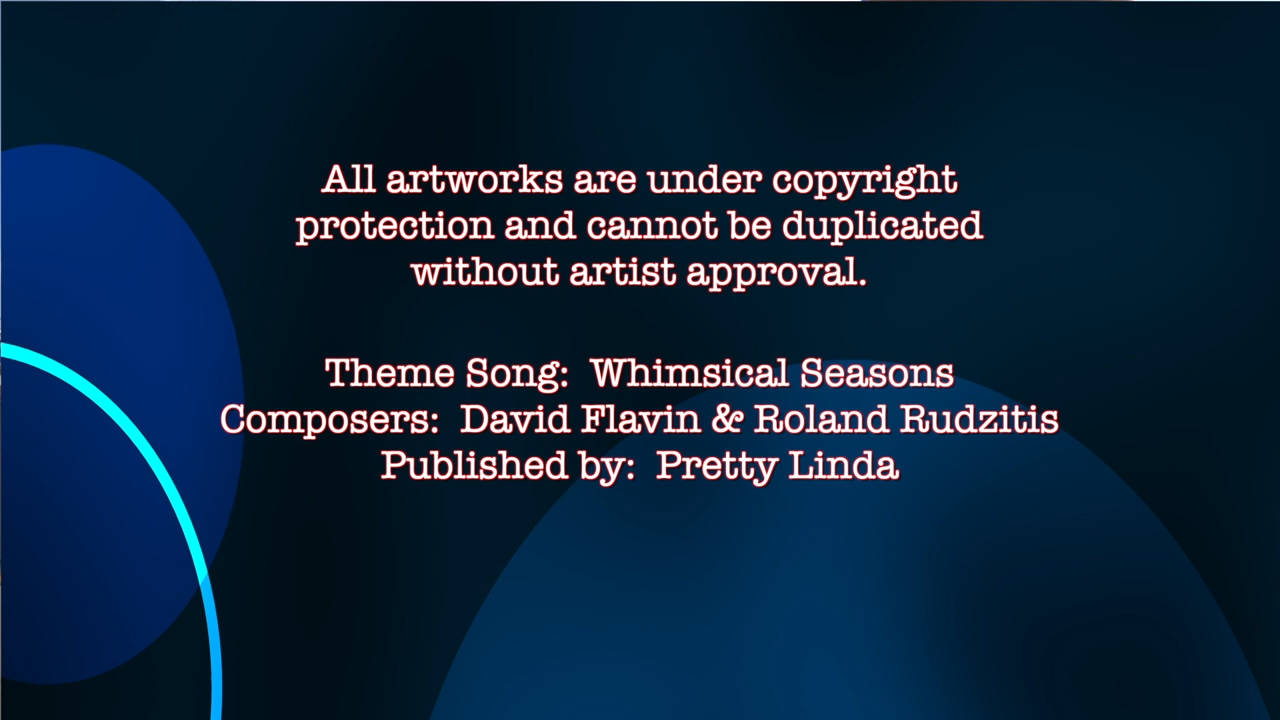 All artworks are under copyright
protection and cannot be duplicated
without artist approval.
Theme Song:  Whimsical Seasons
Composers:  David Flavin & Roland Rudzitis
Published by:  Pretty Linda